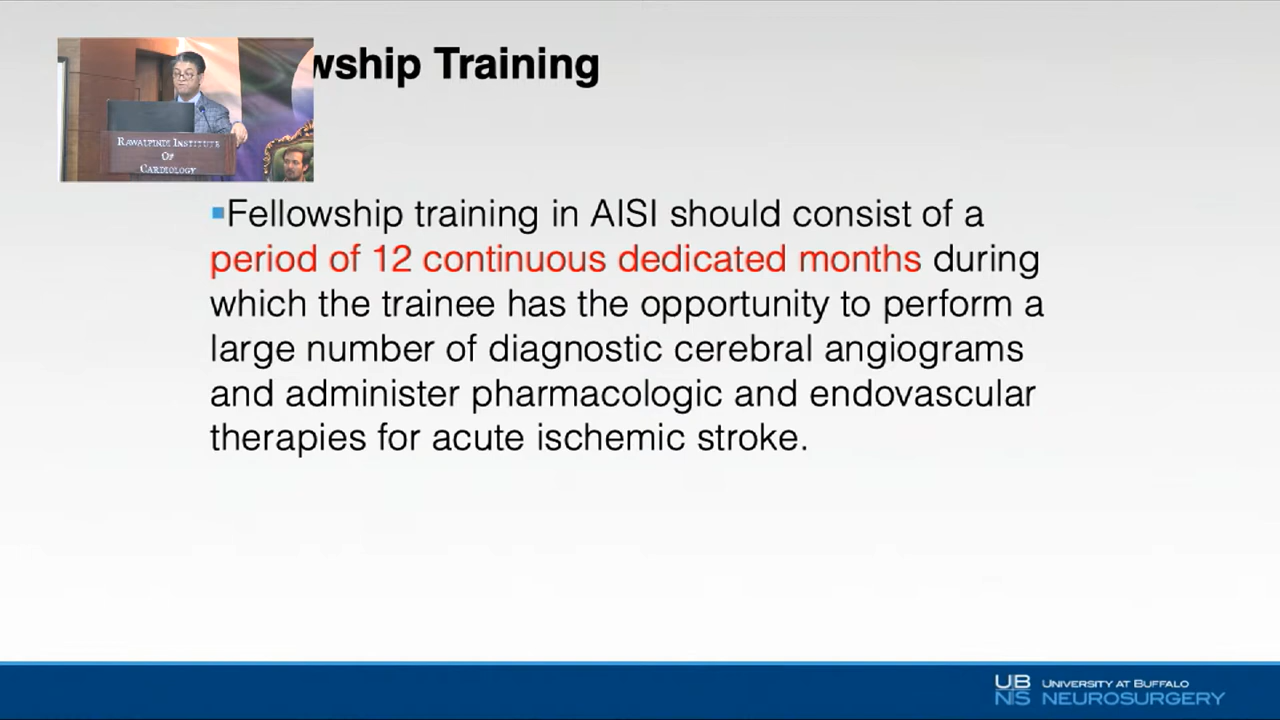 wship Training
RAWALPINDI INSTITUTE
OF
CARDIOLOGY
▪Fellowship training in AISI should consist of a
period of 12 continuous dedicated months during
which the trainee has the opportunity to perform a
large number of diagnostic cerebral angiograms
and administer pharmacologic and endovascular
therapies for acute ischemic stroke.
UB
NS
UNIVERSITY AT BUFFALO
NEUROSURGERY